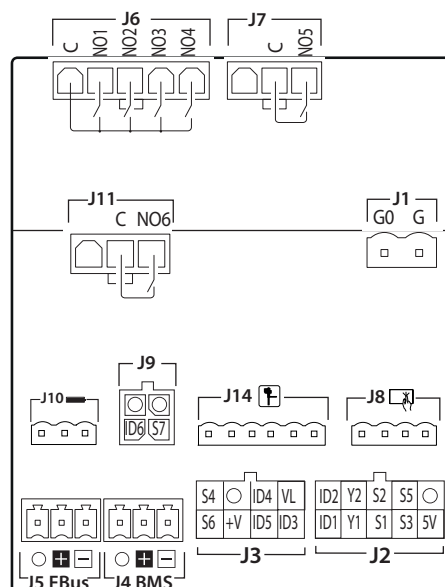 J6 J7
C NO1 NO2 NO3 NO4 C NO5
J11 J1
C NO6 G0 G
J9
J10 J14 J8
ID6 S7
S4 ID4 VL ID2 Y2 S2 S5
S6 +V ID5 ID3 ID1 Y1 S1 S3 5V
J3 J2
+ - + -
J5 FBus J4 BMS